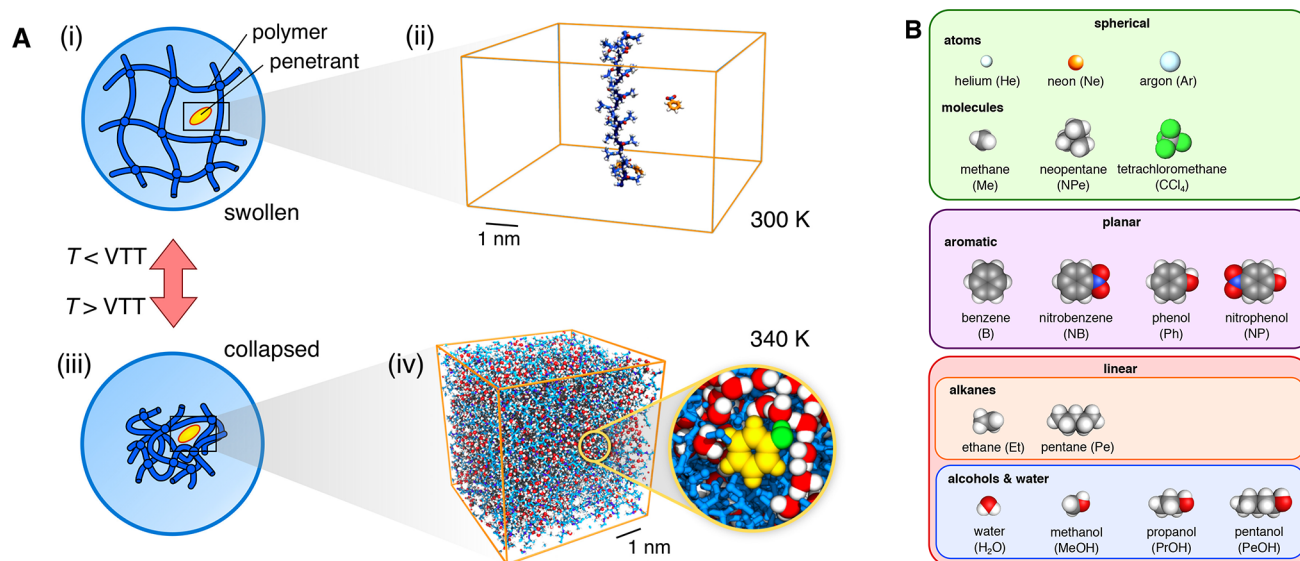 A
(i)
polymer
penetrant
swollen
(ii)
1 nm
300 K
T < VTT
T > VTT
(iii)
collapsed
(iv)
340 K
1 nm
B
spherical
atoms
helium (He)
neon (Ne)
argon (Ar)
molecules
methane
(Me)
neopentane
(NPe)
tetrachloromethane
(CCl₄)
planar
aromatic
benzene
(B)
nitrobenzene
(NB)
phenol
(Ph)
nitrophenol
(NP)
linear
alkanes
ethane (Et)
pentane (Pe)
alcohols & water
water
(H₂O)
methanol
(MeOH)
propanol
(PrOH)
pentanol
(PeOH)